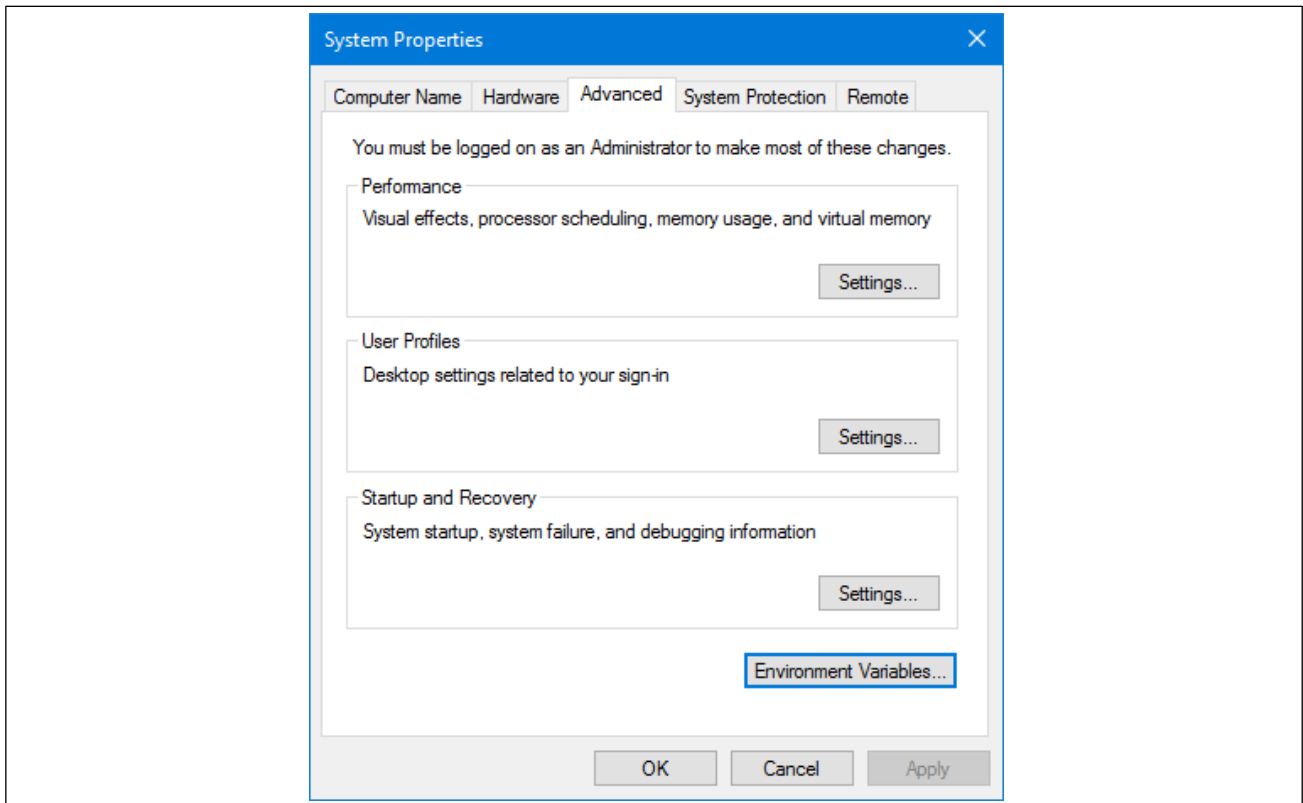 System Properties
Computer Name Hardware Advanced System Protection Remote
You must be logged on as an Administrator to make most of these changes.
Performance
Visual effects, processor scheduling, memory usage, and virtual memory
Settings...
User Profiles
Desktop settings related to your sign-in
Settings...
Startup and Recovery
System startup, system failure, and debugging information
Settings...
Environment Variables...
OK Cancel Apply